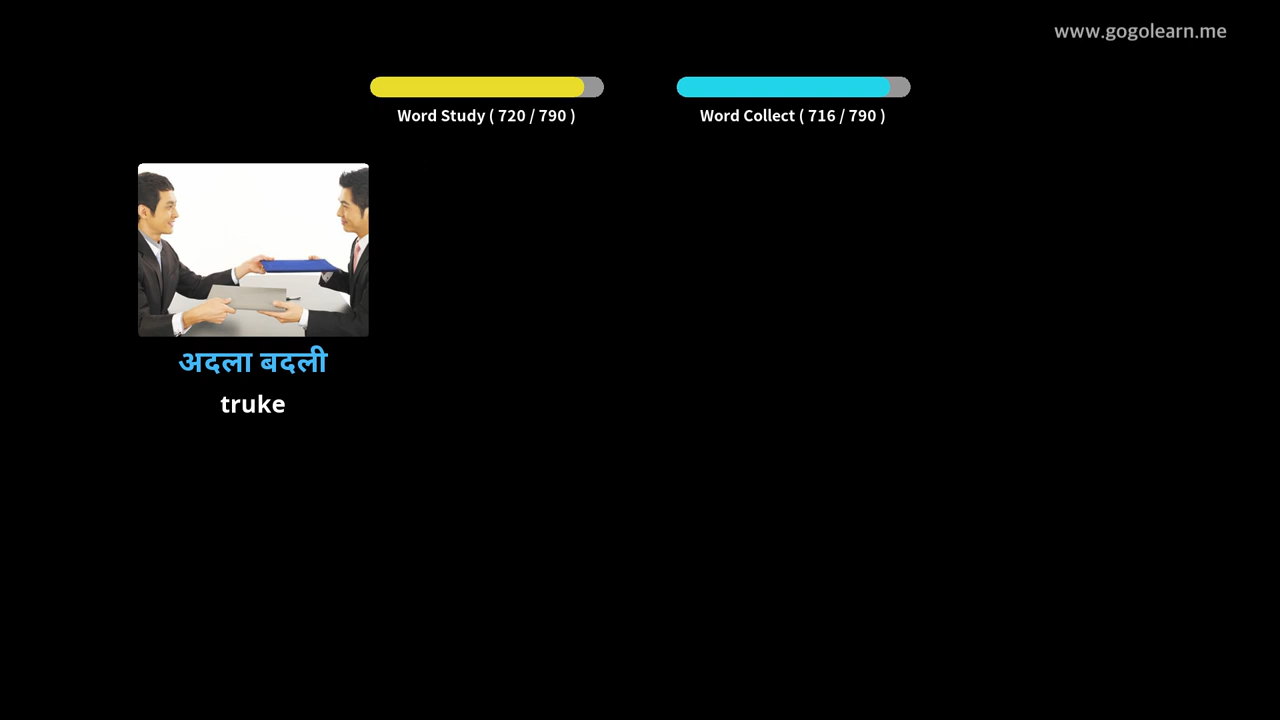 www.gogolearn.me
Word Study ( 720 / 790 )
Word Collect ( 716 / 790 )
अदला बदली
truke